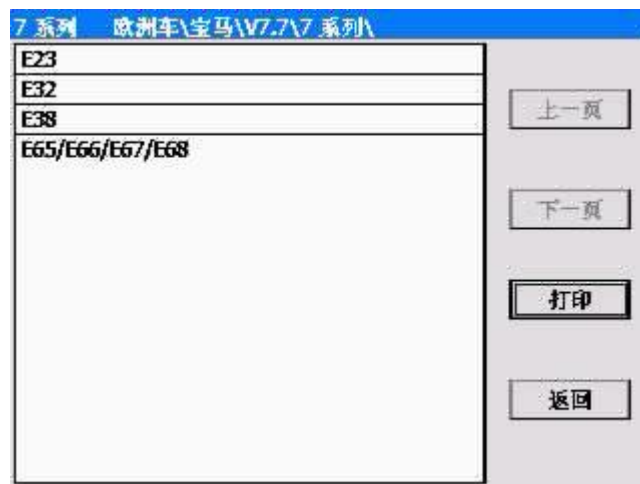 7 系列 欧洲车\宝马\V7.7\7 系列\
E23
E32
E38
E65/E66/E67/E68
上一页
下一页
打印
返回